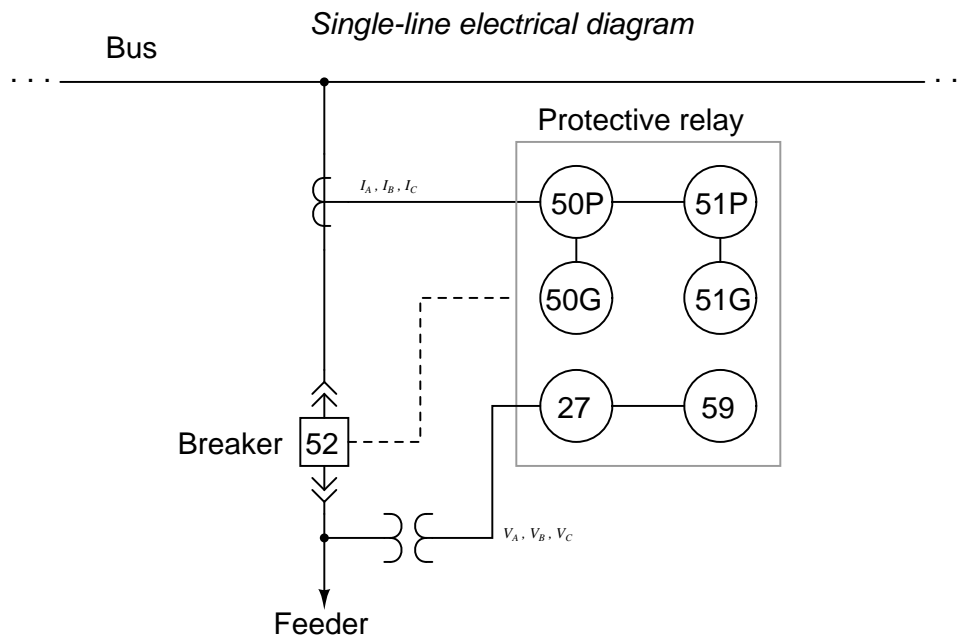 Single-line electrical diagram
Bus
Protective relay
I_A , I_B , I_C
50P
51P
50G
51G
27
59
Breaker
52
V_A , V_B , V_C
Feeder